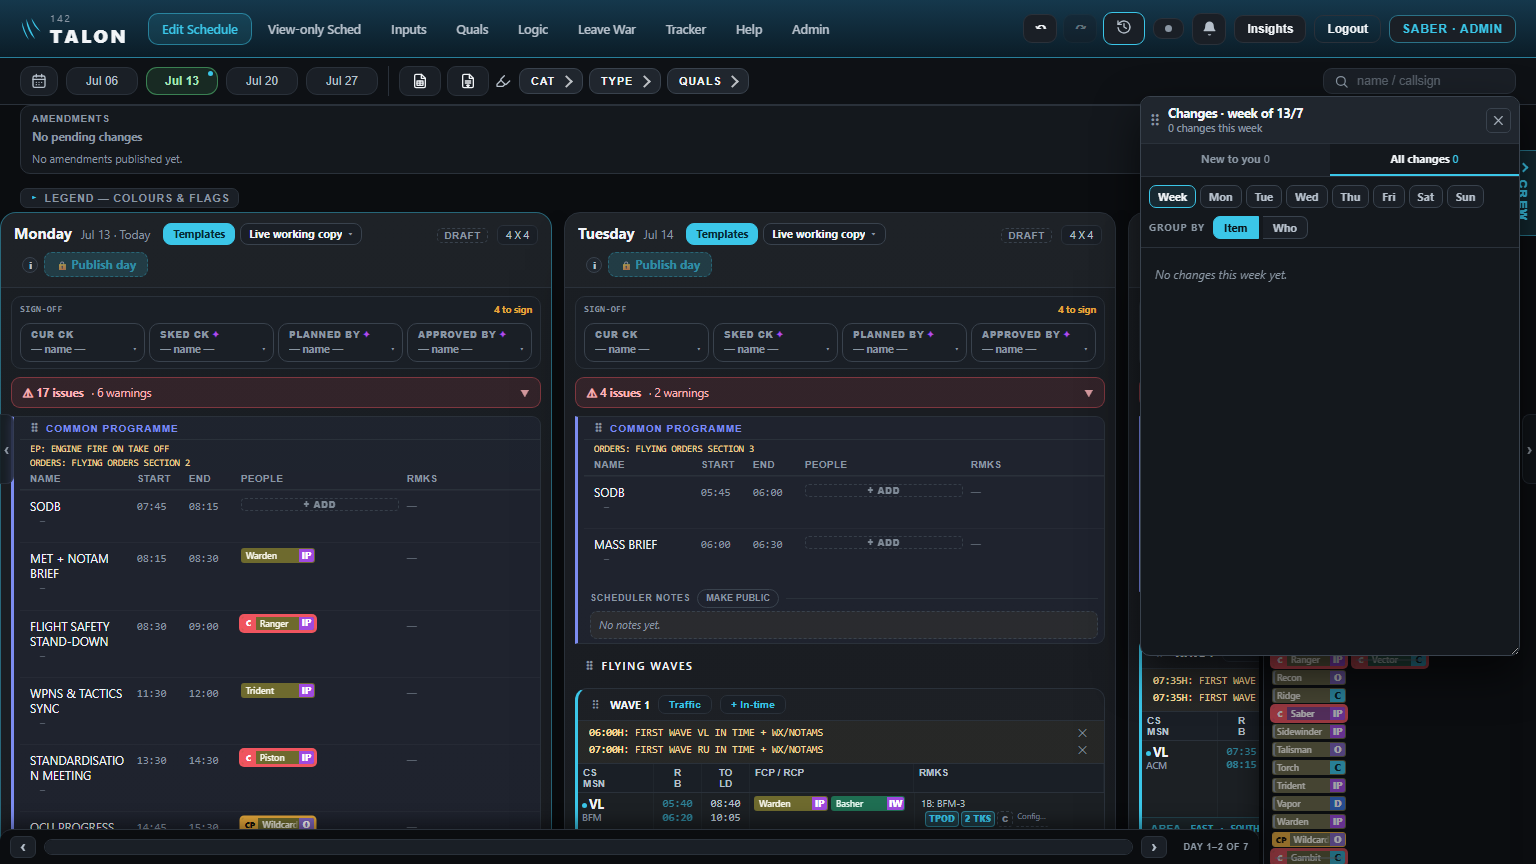 142
TALON
Edit Schedule
View-only Sched
Inputs
Quals
Logic
Leave War
Tracker
Help
Admin
Insights
Logout
SABER · ADMIN
Jul 06
Jul 13
Jul 20
Jul 27
CAT
TYPE
QUALS
name / callsign
AMENDMENTS
No pending changes
No amendments published yet.
LEGEND — COLOURS & FLAGS
Monday Jul 13 · Today Templates Live working copy DRAFT 4 X 4
i Publish day
SIGN-OFF 4 to sign
CUR CK SKED CK PLANNED BY APPROVED BY
— name — — name — — name — — name —
17 issues · 6 warnings
COMMON PROGRAMME
EP: ENGINE FIRE ON TAKE OFF
ORDERS: FLYING ORDERS SECTION 2
NAME START END PEOPLE RMKS
SODB 07:45 08:15 + ADD —
–
MET + NOTAM BRIEF 08:15 08:30 Warden IP —
–
FLIGHT SAFETY STAND-DOWN 08:30 09:00 C Ranger IP —
–
WPNS & TACTICS SYNC 11:30 12:00 Trident IP —
–
STANDARDISATIO
N MEETING 13:30 14:30 C Piston IP —
–
OCU PROGRESS 14:45 15:30 CP Wildcard O
Tuesday Jul 14 Templates Live working copy DRAFT 4 X 4
i Publish day
SIGN-OFF 4 to sign
CUR CK SKED CK PLANNED BY APPROVED BY
— name — — name — — name — — name —
4 issues · 2 warnings
COMMON PROGRAMME
ORDERS: FLYING ORDERS SECTION 3
NAME START END PEOPLE RMKS
SODB 05:45 06:00 + ADD —
–
MASS BRIEF 06:00 06:30 + ADD —
–
SCHEDULER NOTES MAKE PUBLIC
No notes yet.
FLYING WAVES
WAVE 1 Traffic + In-time
06:00H: FIRST WAVE VL IN TIME + WX/NOTAMS
07:00H: FIRST WAVE RU IN TIME + WX/NOTAMS
CS R TO FCP / RCP RMKS
MSN B LD
VL 05:40 08:40 Warden IP Basher IW 1B: BFM-3
BFM 06:20 10:05 TPOD 2 TKS C Config...
Changes · week of 13/7
0 changes this week
New to you 0
All changes 0
Week Mon Tue Wed Thu Fri Sat Sun
GROUP BY Item Who
No changes this week yet.
CREW
07:35H: FIRST WAVE
07:35H: FIRST WAVE
CS R
MSN B
VL 07:35
ACM 08:15
AREA EAST · SOUTH
C Ranger IP C Vector C
Recon O
Ridge C
C Saber IP
Sidewinder IP
Talisman O
Torch C
Trident IP
Vapor D
Warden IP
CP Wildcard O
C Gambit C
DAY 1–2 OF 7